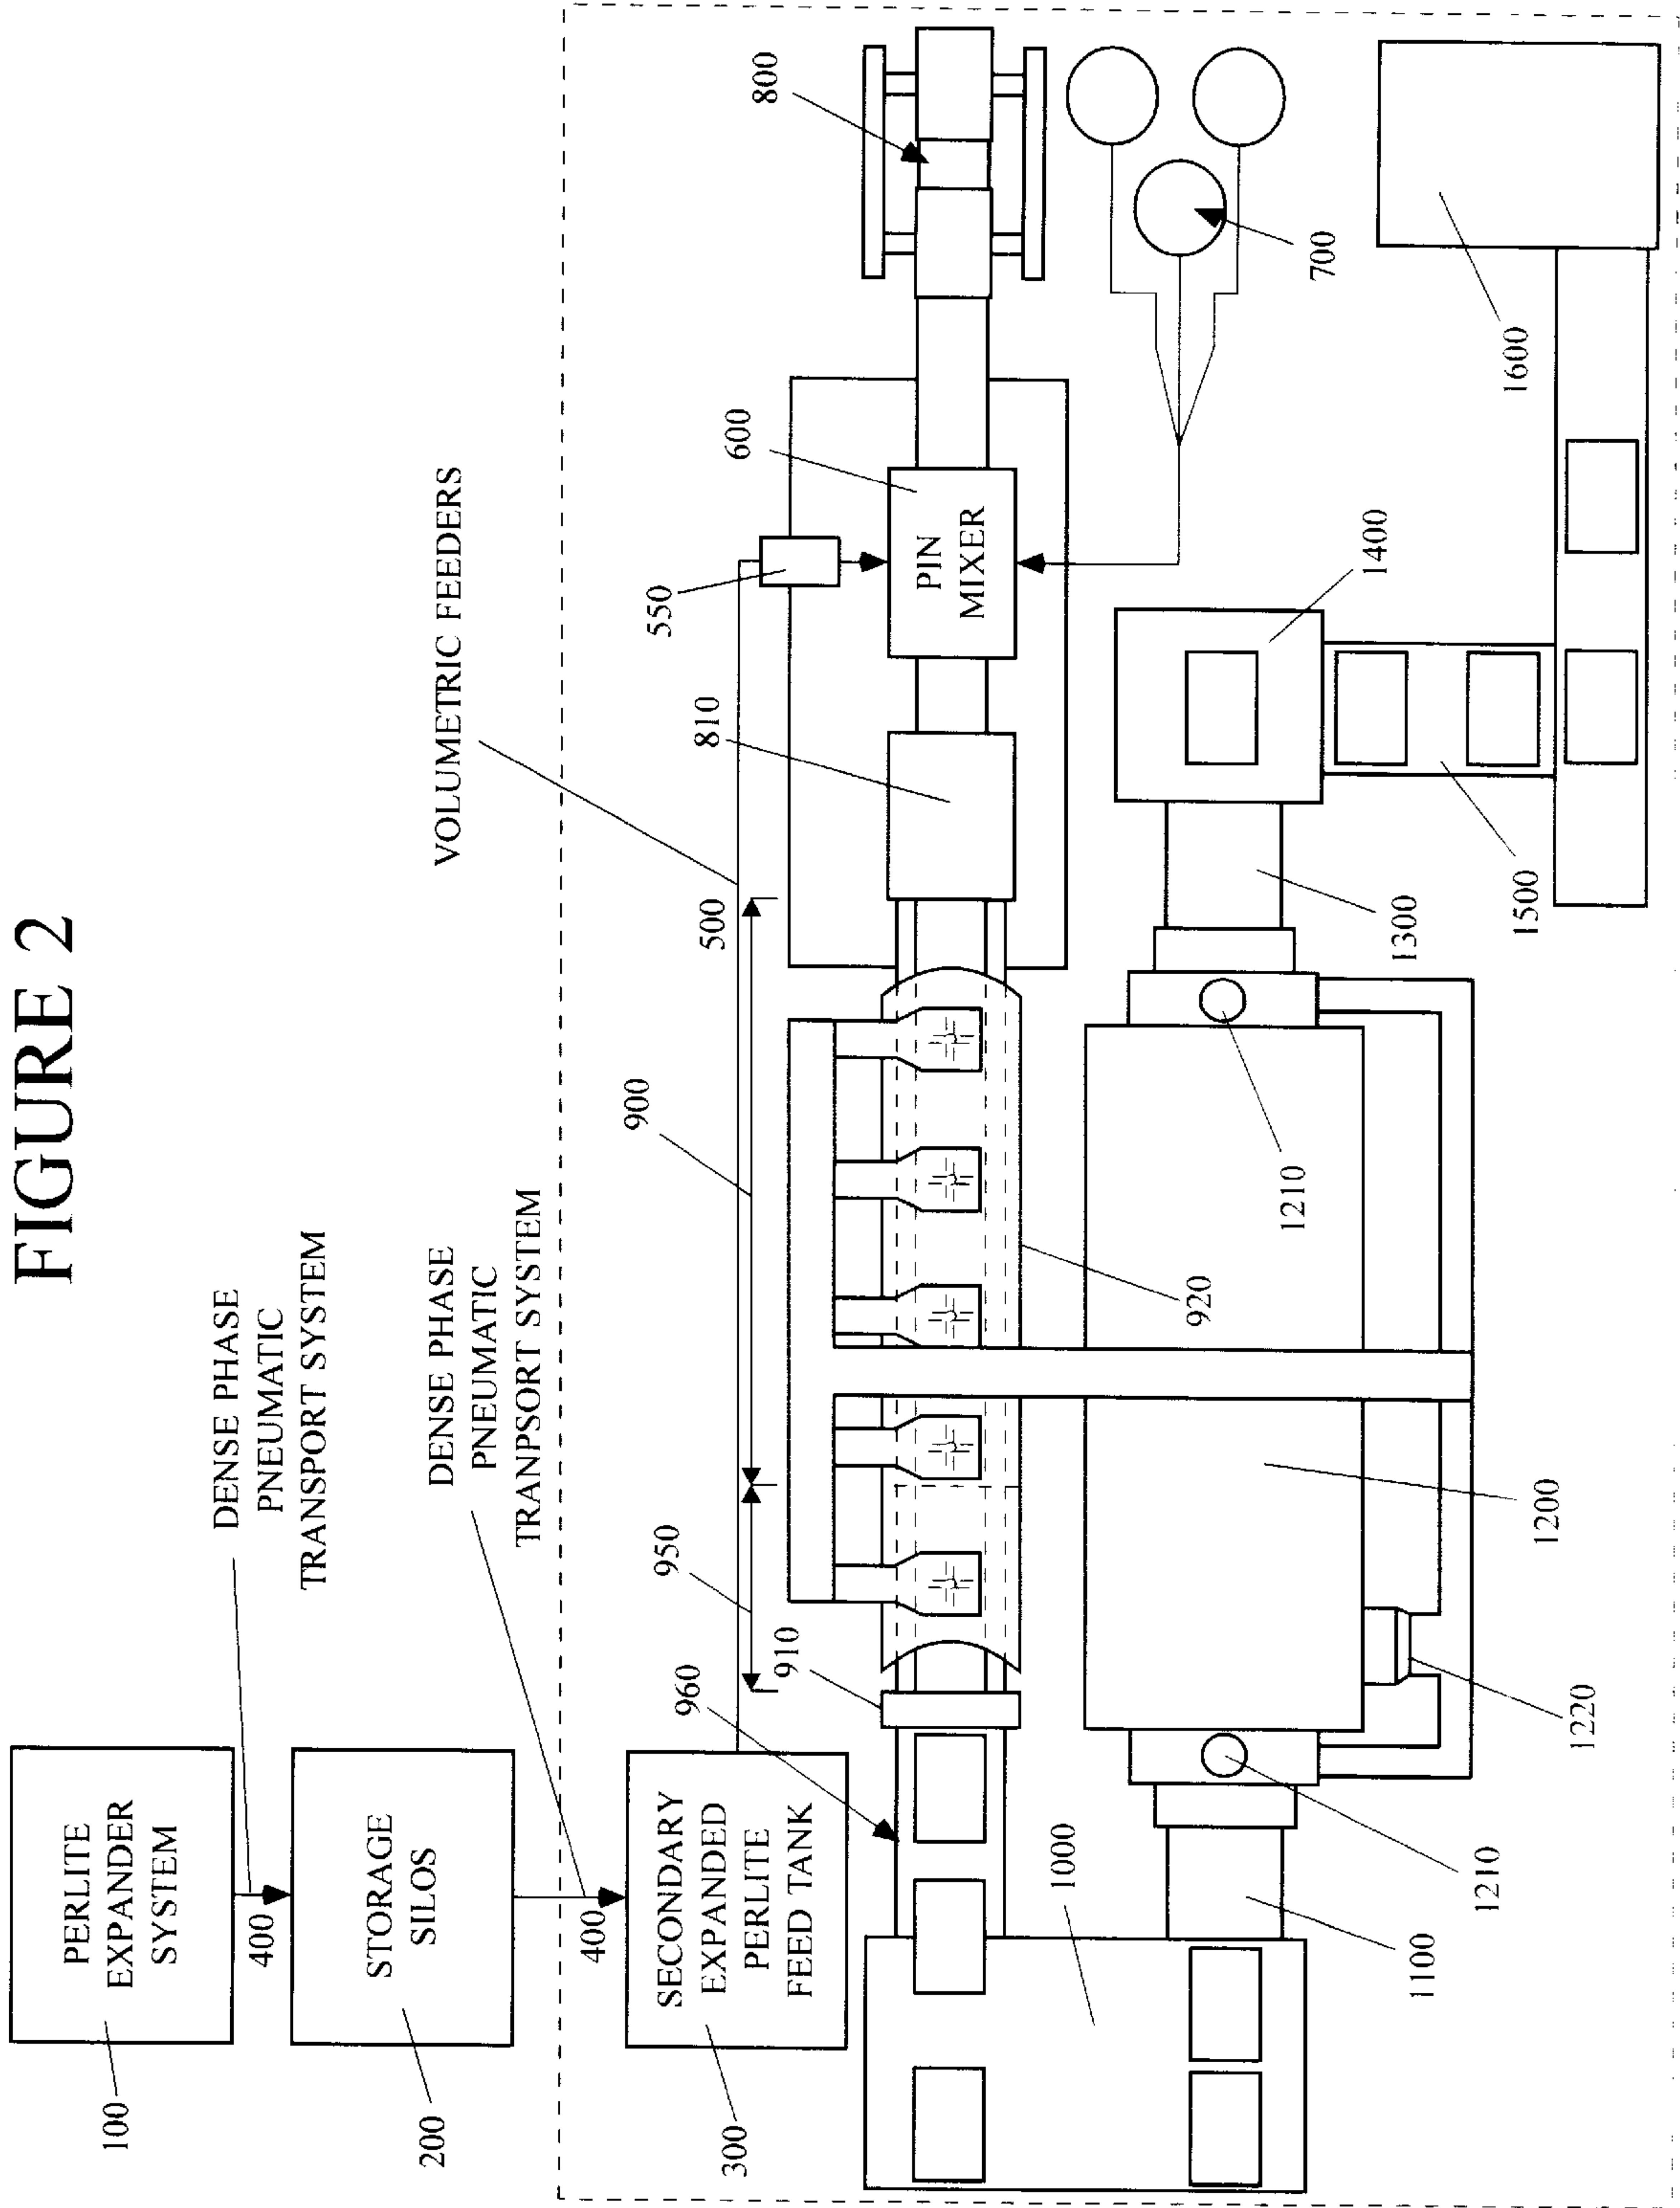 FIGURE 2
PERLITE
EXPANDER
SYSTEM
100
DENSE PHASE
PNEUMATIC
TRANSPORT SYSTEM
400
STORAGE
SILOS
200
DENSE PHASE
PNEUMATIC
TRANPSORT SYSTEM
400
SECONDARY
EXPANDED
PERLITE
FEED TANK
300
VOLUMETRIC FEEDERS
500
550
600
PIN
MIXER
800
810
700
900
950
910
960
920
1000
1100
1210
1220
1200
1210
1300
1400
1500
1600